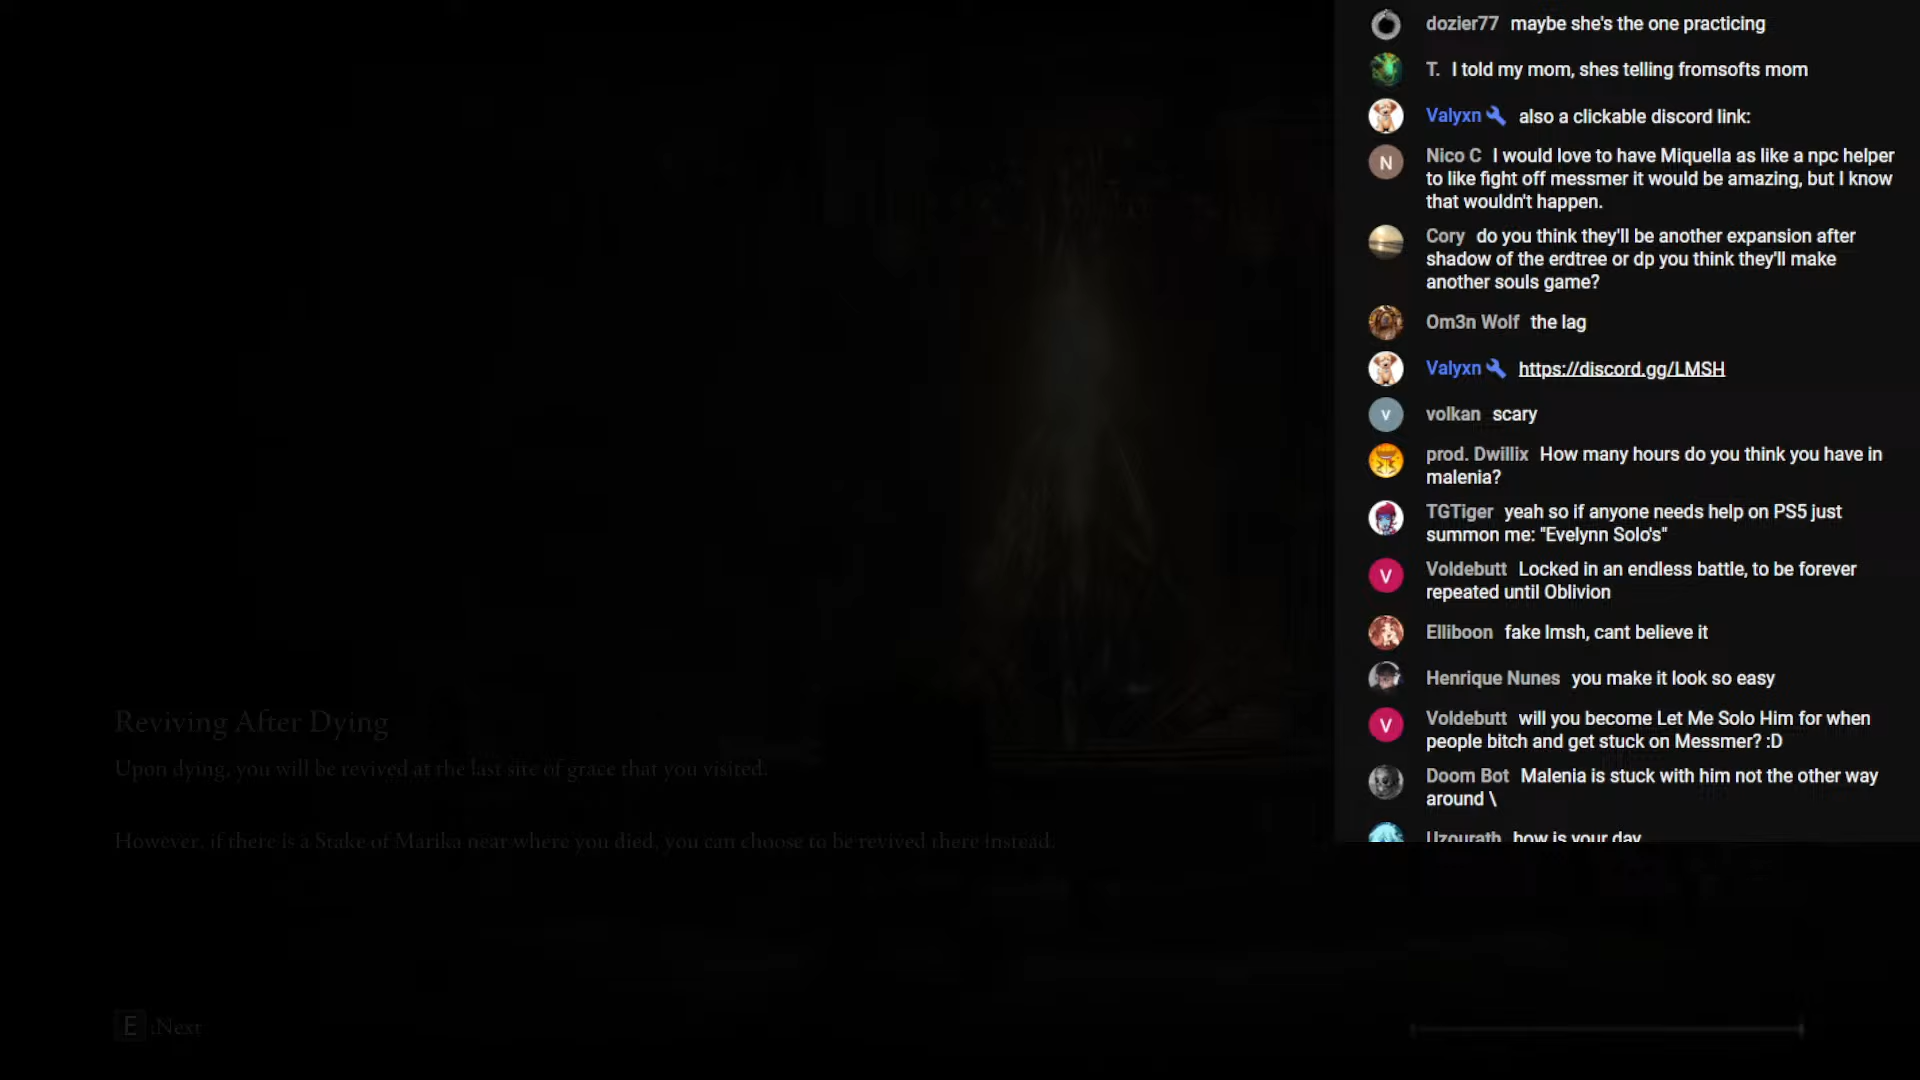 dozier77 maybe she's the one practicing
T. I told my mom, shes telling fromsofts mom
Valyxn also a clickable discord link:
N
Nico C I would love to have Miquella as like a npc helper
to like fight off messmer it would be amazing, but I know
that wouldn't happen.
Cory do you think they'll be another expansion after
shadow of the erdtree or dp you think they'll make
another souls game?
Om3n Wolf the lag
Valyxn https://discord.gg/LMSH
v
volkan scary
prod. Dwillix How many hours do you think you have in
malenia?
TGTiger yeah so if anyone needs help on PS5 just
summon me: "Evelynn Solo's"
V
Voldebutt Locked in an endless battle, to be forever
repeated until Oblivion
Elliboon fake lmsh, cant believe it
Henrique Nunes you make it look so easy
V
Voldebutt will you become Let Me Solo Him for when
people bitch and get stuck on Messmer? :D
Doom Bot Malenia is stuck with him not the other way
around \
Uzourath how is your day
Reviving After Dying
Upon dying, you will be revived at the last site of grace that you visited.
However, if there is a Stake of Marika near where you died, you can choose to be revived there instead.
E :Next